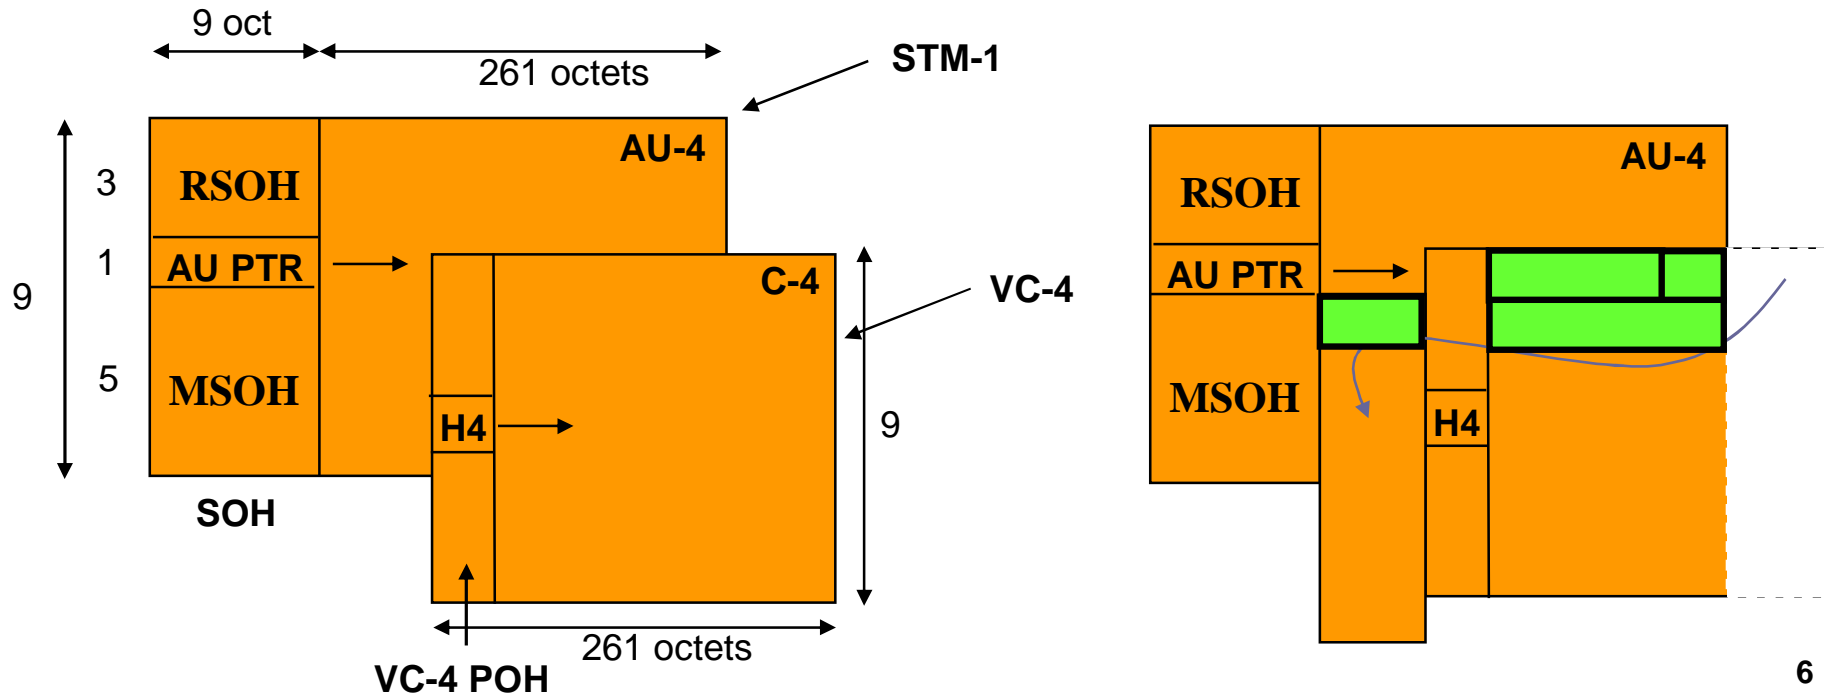 9 oct
261 octets
STM-1
AU-4
3
RSOH
1
AU PTR
9
C-4
VC-4
5
MSOH
H4
9
SOH
261 octets
VC-4 POH
AU-4
RSOH
AU PTR
MSOH
H4
6